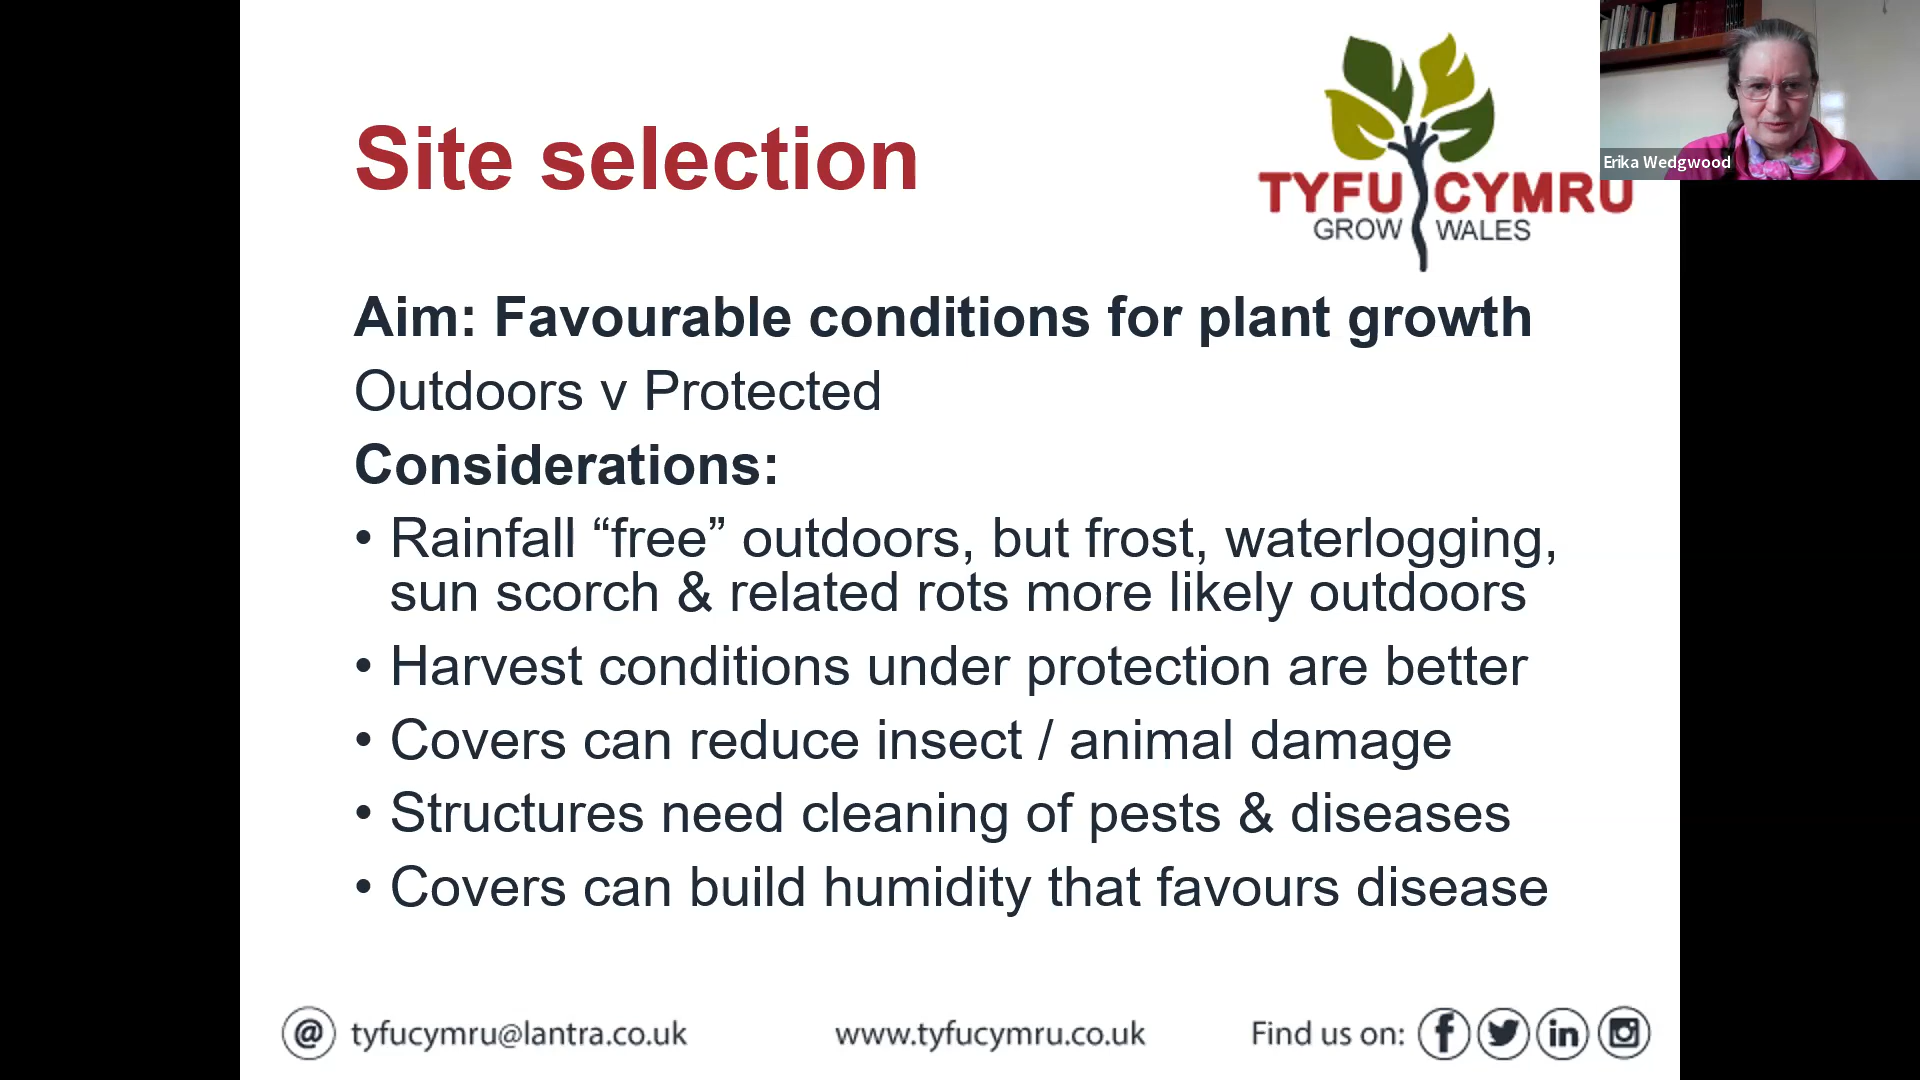 Site selection
TYFU CYMRU
GROW WALES
Erika Wedgwood
Aim: Favourable conditions for plant growth
Outdoors v Protected
Considerations:
• Rainfall “free” outdoors, but frost, waterlogging,
sun scorch & related rots more likely outdoors
• Harvest conditions under protection are better
• Covers can reduce insect / animal damage
• Structures need cleaning of pests & diseases
• Covers can build humidity that favours disease
@ tyfucymru@lantra.co.uk www.tyfucymru.co.uk Find us on: f in